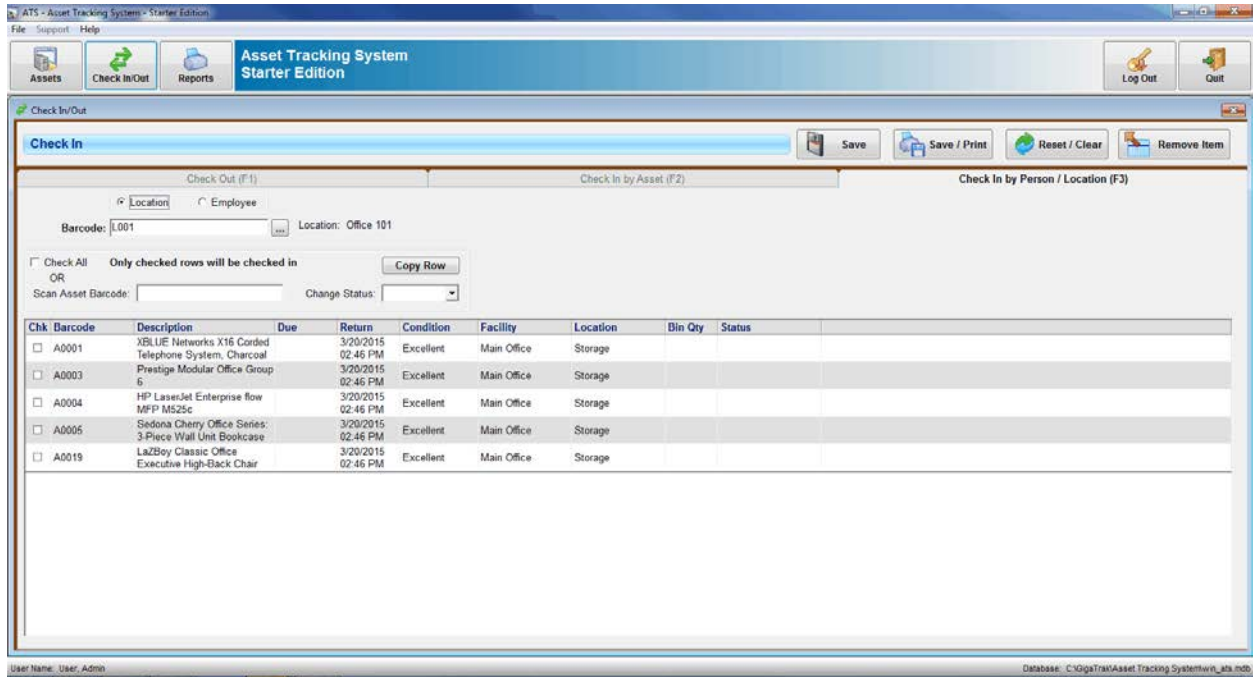 ATS - Asset Tracking System - Starter Edition
File Support Help
Assets
Check In/Out
Reports
Asset Tracking System
Starter Edition
Log Out
Quit
Check In/Out
Check In
Save
Save / Print
Reset / Clear
Remove Item
Check Out (F1)
Check In by Asset (F2)
Check In by Person / Location (F3)
Location Employee
Barcode: L001 ... Location: Office 101
Check All Only checked rows will be checked in Copy Row
OR
Scan Asset Barcode: Change Status:
Chk Barcode Description Due Return Condition Facility Location Bin Qty Status
A0001 XBLUE Networks X16 Corded 3/20/2015 Excellent Main Office Storage
Telephone System, Charcoal 02:46 PM
A0003 Prestige Modular Office Group 3/20/2015 Excellent Main Office Storage
6 02:46 PM
A0004 HP LaserJet Enterprise flow 3/20/2015 Excellent Main Office Storage
MFP M525c 02:46 PM
A0005 Sedona Cherry Office Series: 3/20/2015 Excellent Main Office Storage
3-Piece Wall Unit Bookcase 02:46 PM
A0019 LaZBoy Classic Office 3/20/2015 Excellent Main Office Storage
Executive High-Back Chair 02:46 PM
User Name: User, Admin
Database: C:\GigaTrak\Asset Tracking System\win_ats.mdb